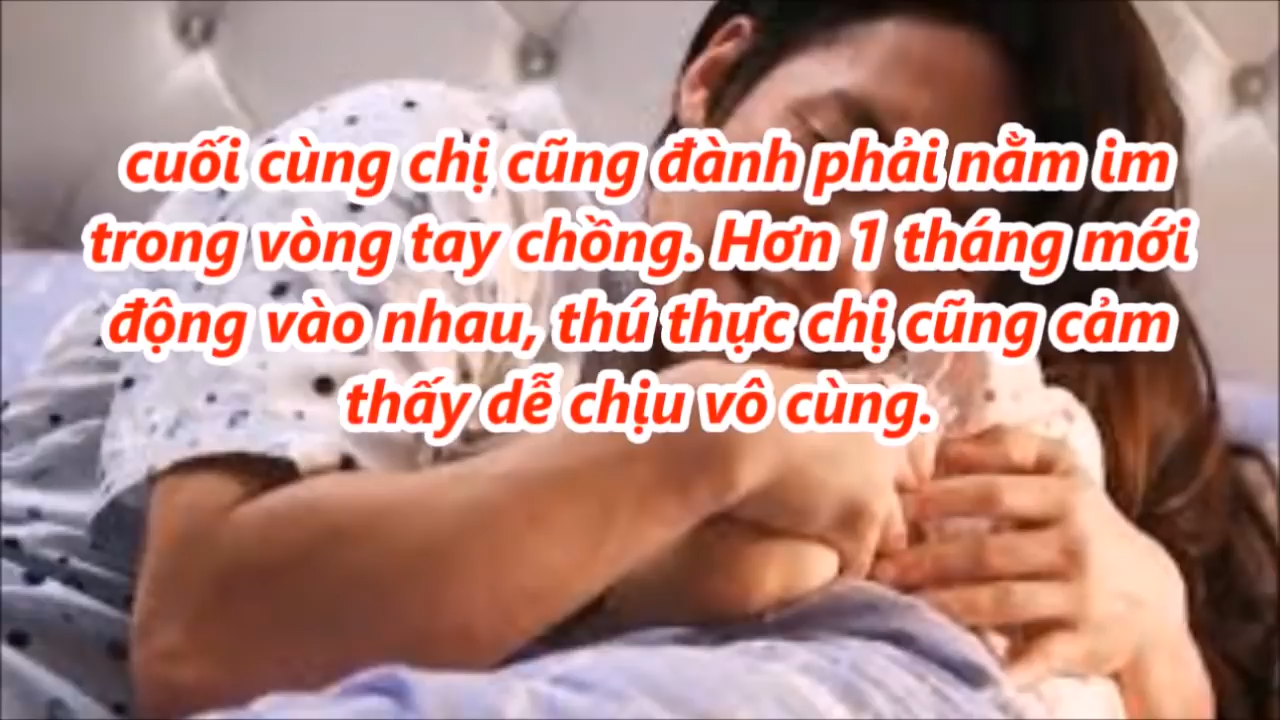 cuối cùng chị cũng đành phải nằm im
trong vòng tay chồng. Hơn 1 tháng mới
động vào nhau, thú thực chị cũng cảm
thấy dễ chịu vô cùng.